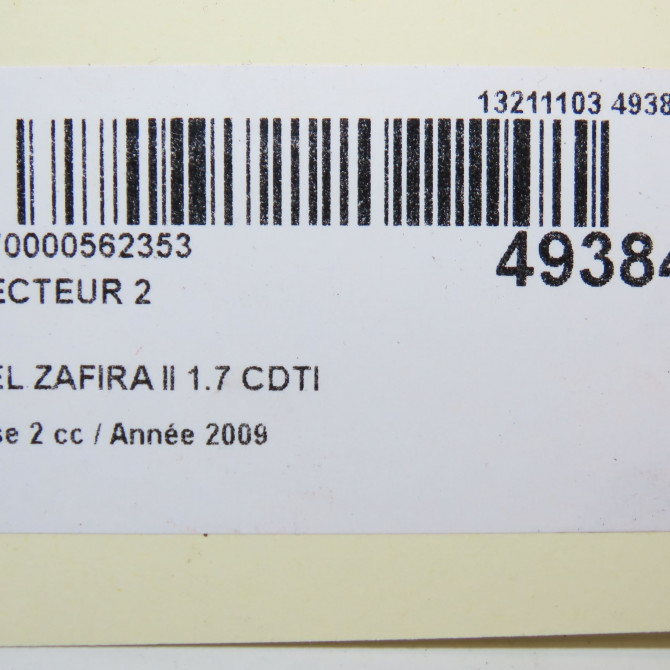 13211103 4938
0000562353
49384
ECTEUR 2
EL ZAFIRA II 1.7 CDTI
se 2 cc / Année 2009